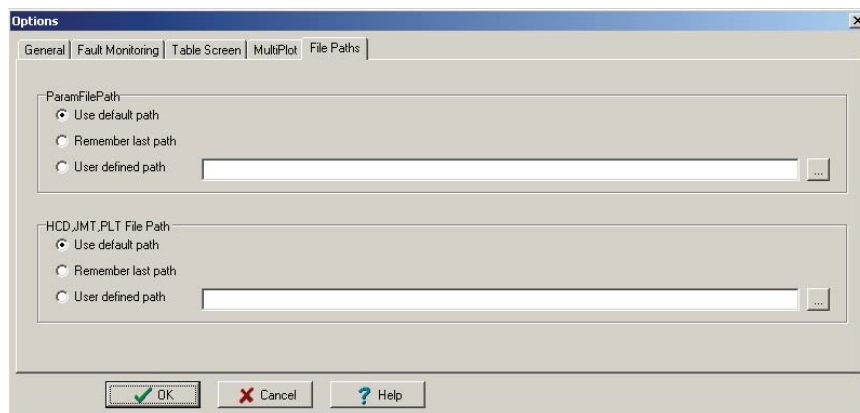 Options
General Fault Monitoring Table Screen MultiPlot File Paths
ParamFilePath
Use default path
Remember last path
User defined path ...
HCD,JMT,PLT File Path
Use default path
Remember last path
User defined path ...
OK Cancel ? Help